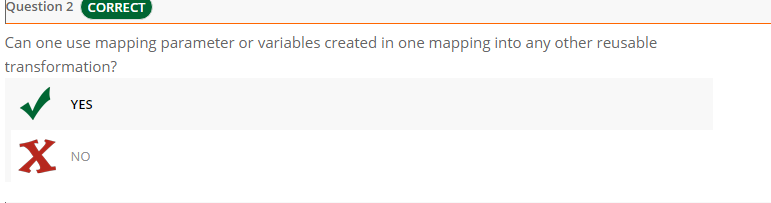 Question 2 CORRECT
Can one use mapping parameter or variables created in one mapping into any other reusable
transformation?
YES
NO